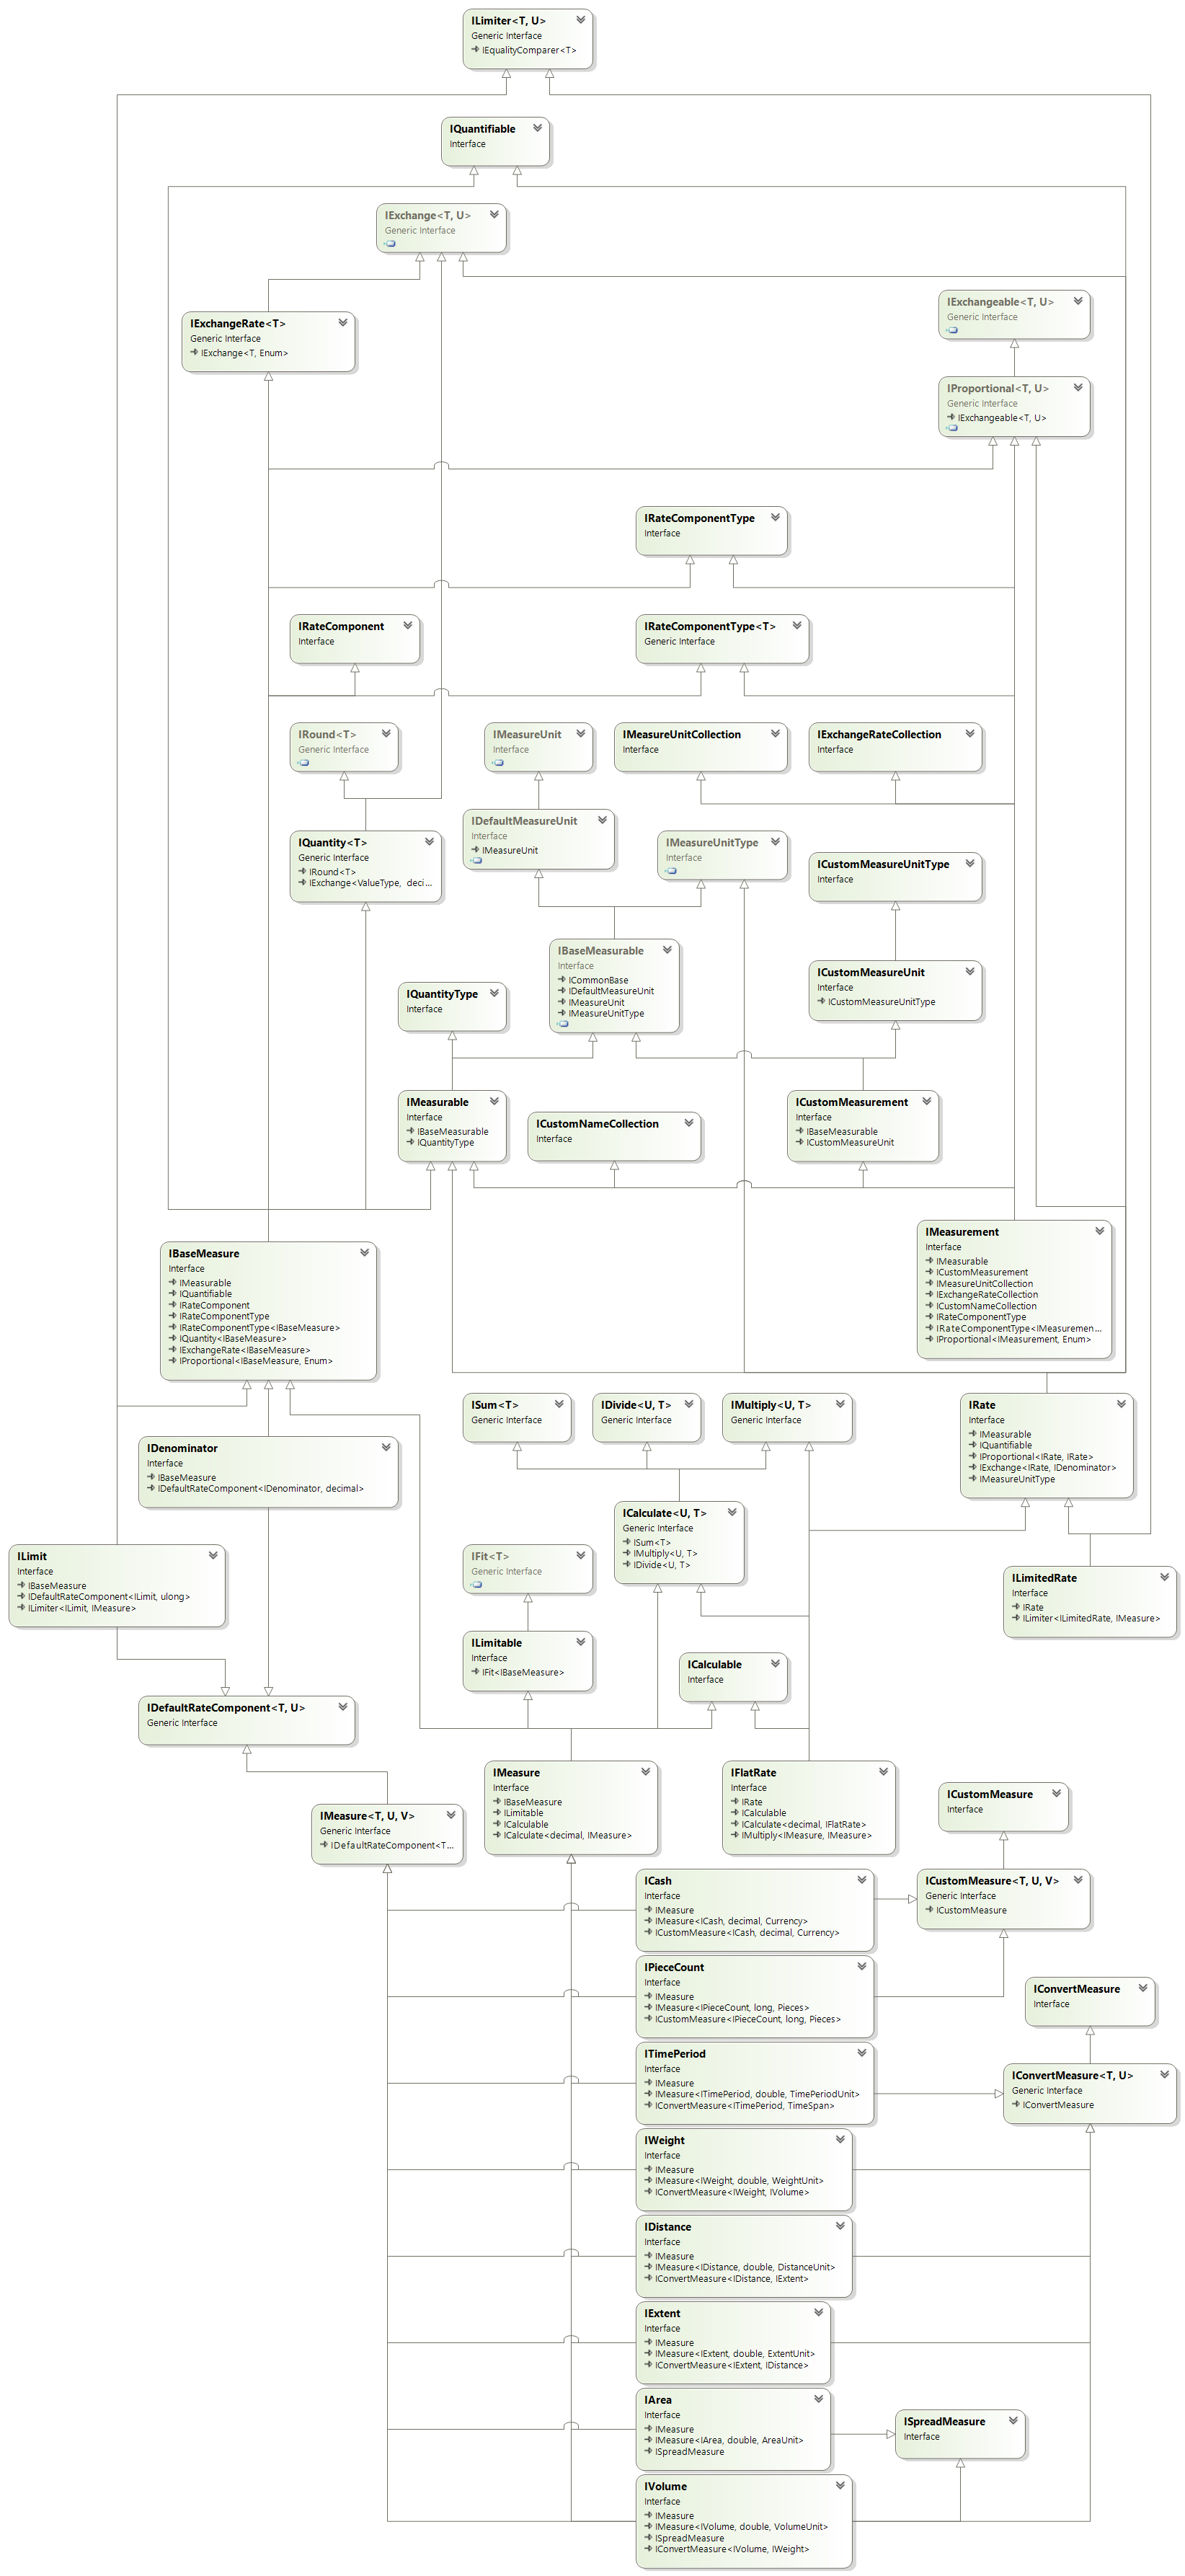 ILimiter<T, U>
Generic Interface
IEqualityComparer<T>
IQuantifiable
Interface
IExchange<T, U>
Generic Interface
IExchangeable<T, U>
Generic Interface
IExchangeRate<T>
Generic Interface
IExchange<T, Enum>
IProportional<T, U>
Generic Interface
IExchangeable<T, U>
IRateComponentType
Interface
IRateComponent
Interface
IRateComponentType<T>
Generic Interface
IRound<T>
Generic Interface
IMeasureUnit
Interface
IMeasureUnitCollection
Interface
IExchangeRateCollection
Interface
IDefaultMeasureUnit
Interface
IMeasureUnit
IQuantity<T>
Generic Interface
IRound<T>
IExchange<ValueType, deci...
IMeasureUnitType
Interface
ICustomMeasureUnitType
Interface
IBaseMeasurable
Interface
ICommonBase
IDefaultMeasureUnit
IMeasureUnit
IMeasureUnitType
ICustomMeasureUnit
Interface
ICustomMeasureUnitType
IQuantityType
Interface
IMeasurable
Interface
IBaseMeasurable
IQuantityType
ICustomMeasurement
Interface
IBaseMeasurable
ICustomMeasureUnit
ICustomNameCollection
Interface
IMeasurement
Interface
IMeasurable
ICustomMeasurement
IMeasureUnitCollection
IExchangeRateCollection
ICustomNameCollection
IRateComponentType
IRateComponentType<IMeasuremen...
IProportional<IMeasurement, Enum>
IBaseMeasure
Interface
IMeasurable
IQuantifiable
IRateComponent
IRateComponentType
IRateComponentType<IBaseMeasure>
IQuantity<IBaseMeasure>
IExchangeRate<IBaseMeasure>
IProportional<IBaseMeasure, Enum>
ISum<T>
Generic Interface
IDivide<U, T>
Generic Interface
IMultiply<U, T>
Generic Interface
IRate
Interface
IMeasurable
IQuantifiable
IProportional<IRate, IRate>
IExchange<IRate, IDenominator>
IMeasureUnitType
IDenominator
Interface
IBaseMeasure
IDefaultRateComponent<IDenominator, decimal>
ICalculate<U, T>
Generic Interface
ISum<T>
IMultiply<U, T>
IDivide<U, T>
ILimit
Interface
IBaseMeasure
IDefaultRateComponent<ILimit, ulong>
ILimiter<ILimit, IMeasure>
IFit<T>
Generic Interface
ILimitedRate
Interface
IRate
ILimiter<ILimitedRate, IMeasure>
ILimitable
Interface
IFit<IBaseMeasure>
ICalculable
Interface
IDefaultRateComponent<T, U>
Generic Interface
IMeasure
Interface
IBaseMeasure
ILimitable
ICalculable
ICalculate<decimal, IMeasure>
IFlatRate
Interface
IRate
ICalculable
ICalculate<decimal, IFlatRate>
IMultiply<IMeasure, IMeasure>
ICustomMeasure
Interface
IMeasure<T, U, V>
Generic Interface
IDefaultRateComponent<T...
ICash
Interface
IMeasure
IMeasure<ICash, decimal, Currency>
ICustomMeasure<ICash, decimal, Currency>
ICustomMeasure<T, U, V>
Generic Interface
ICustomMeasure
IPieceCount
Interface
IMeasure
IMeasure<IPieceCount, long, Pieces>
ICustomMeasure<IPieceCount, long, Pieces>
IConvertMeasure
Interface
ITimePeriod
Interface
IMeasure
IMeasure<ITimePeriod, double, TimePeriodUnit>
IConvertMeasure<ITimePeriod, TimeSpan>
IConvertMeasure<T, U>
Generic Interface
IConvertMeasure
IWeight
Interface
IMeasure
IMeasure<IWeight, double, WeightUnit>
IConvertMeasure<IWeight, IVolume>
IDistance
Interface
IMeasure
IMeasure<IDistance, double, DistanceUnit>
IConvertMeasure<IDistance, IExtent>
IExtent
Interface
IMeasure
IMeasure<IExtent, double, ExtentUnit>
IConvertMeasure<IExtent, IDistance>
IArea
Interface
IMeasure
IMeasure<IArea, double, AreaUnit>
ISpreadMeasure
ISpreadMeasure
Interface
IVolume
Interface
IMeasure
IMeasure<IVolume, double, VolumeUnit>
ISpreadMeasure
IConvertMeasure<IVolume, IWeight>